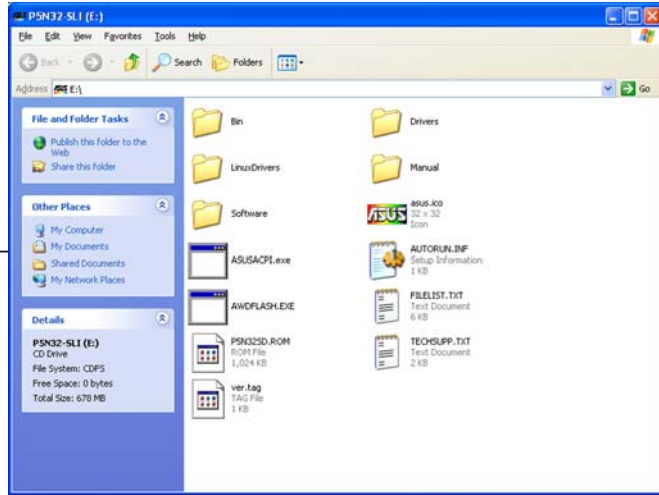 P5N32-SLI (E:)
File Edit View Favorites Tools Help
Back Search Folders
Address E:\ Go
File and Folder Tasks
Publish this folder to the
Web
Share this folder
Other Places
My Computer
My Documents
Shared Documents
My Network Places
Details
P5N32-SLI (E:)
CD Drive
File System: CDFS
Free Space: 0 bytes
Total Size: 678 MB
Bin
Drivers
LinuxDrivers
Manual
Software
ASUS
asus.ico
32 x 32
Icon
ASUSACPI.exe
AUTORUN.INF
Setup Information
1 KB
AWDFLASH.EXE
FILELIST.TXT
Text Document
6 KB
P5N32SD.ROM
ROM File
1,024 KB
TECHSUPP.TXT
Text Document
2 KB
ver.tag
TAG File
1 KB